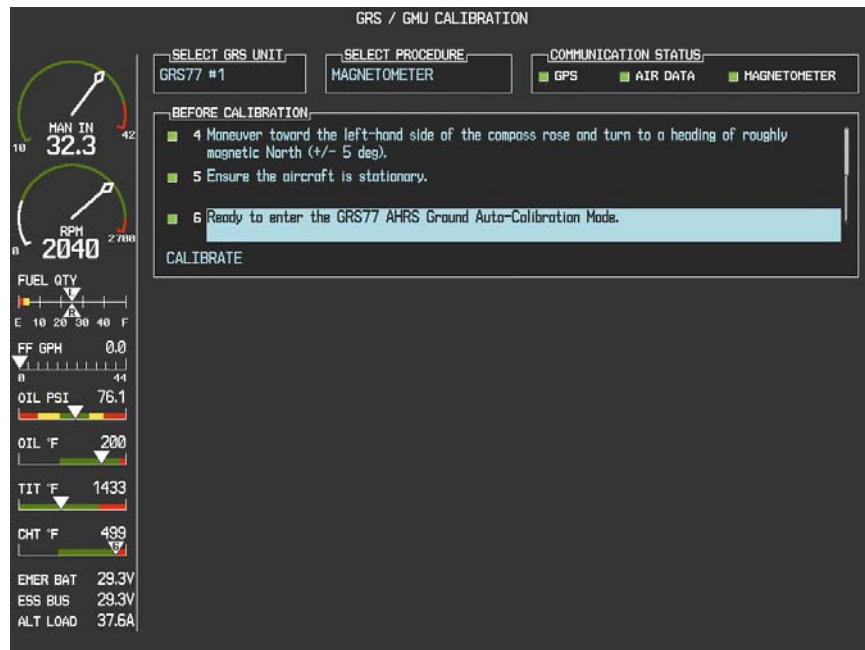 GRS / GMU CALIBRATION
SELECT GRS UNIT
GRS77 #1
SELECT PROCEDURE
MAGNETOMETER
COMMUNICATION STATUS
GPS AIR DATA MAGNETOMETER
BEFORE CALIBRATION
4 Maneuver toward the left-hand side of the compass rose and turn to a heading of roughly
magnetic North (+/- 5 deg).
5 Ensure the aircraft is stationary.
6 Ready to enter the GRS77 AHRS Ground Auto-Calibration Mode.
CALIBRATE
MAN IN
10 32.3 42
RPM
0 2040 2700
FUEL QTY
L
R
E 10 20 30 40 F
FF GPH 0.0
0 44
OIL PSI 76.1
OIL °F 200
TIT °F 1433
CHT °F 499
6
EMER BAT 29.3V
ESS BUS 29.3V
ALT LOAD 37.6A